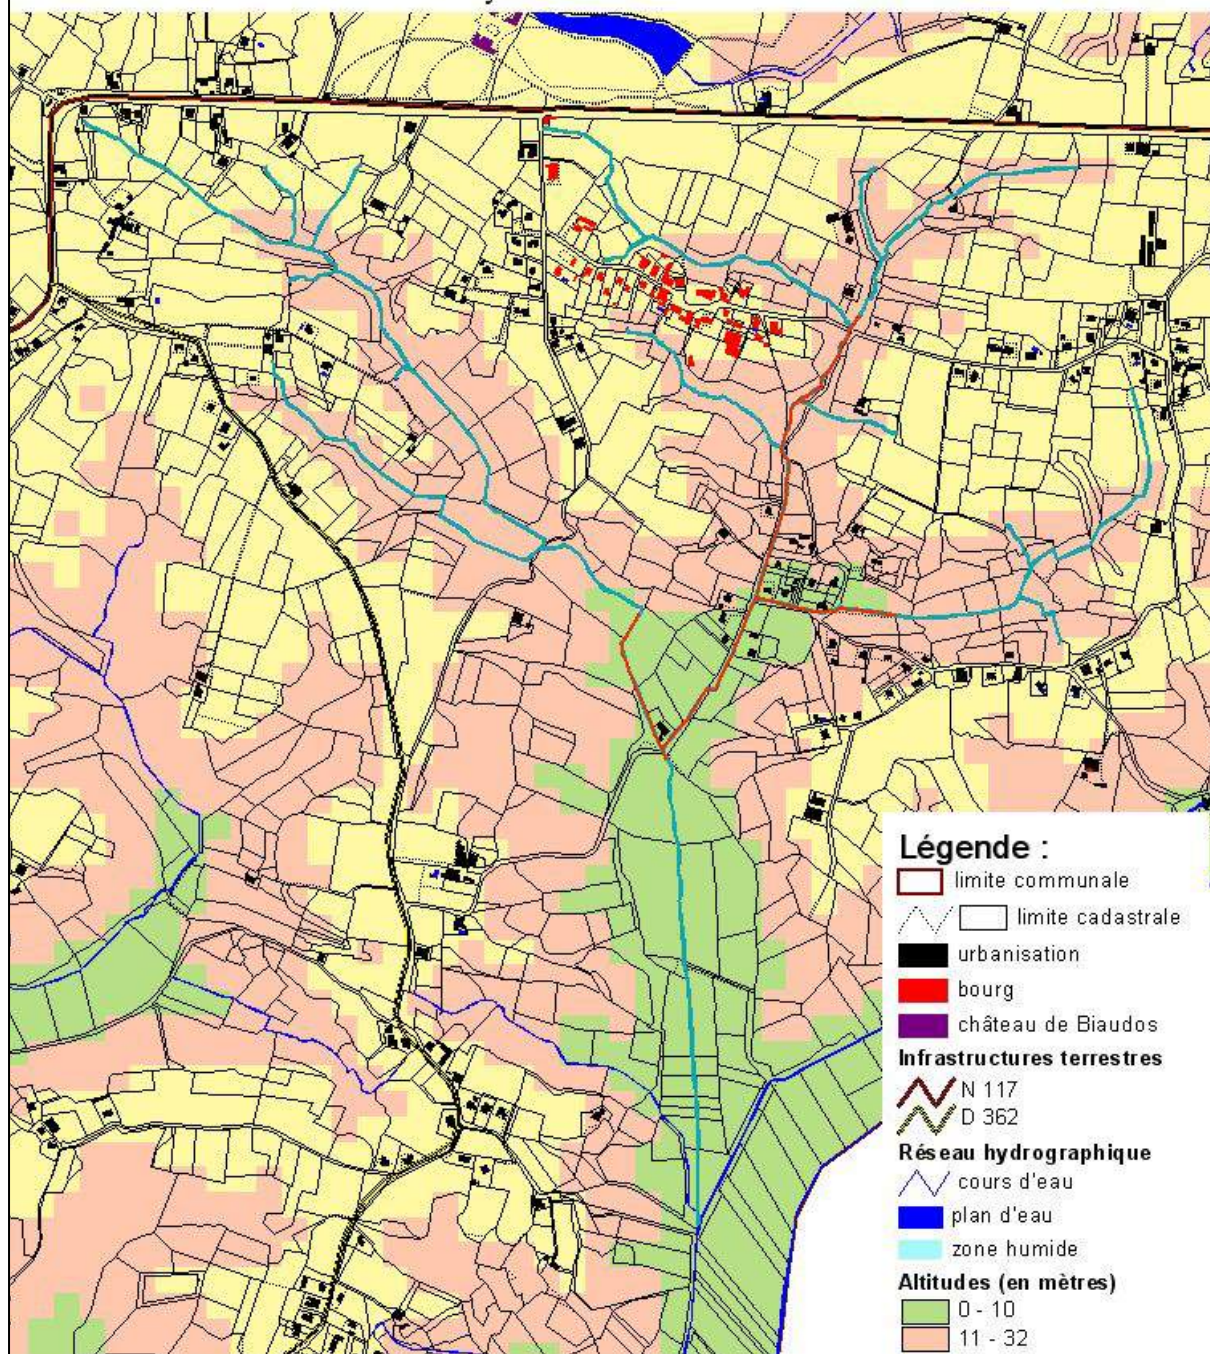 Légende :
limite communale
limite cadastrale
urbanisation
bourg
château de Biaudos
Infrastructures terrestres
N 117
D 362
Réseau hydrographique
cours d'eau
plan d'eau
zone humide
Altitudes (en mètres)
0 - 10
11 - 32